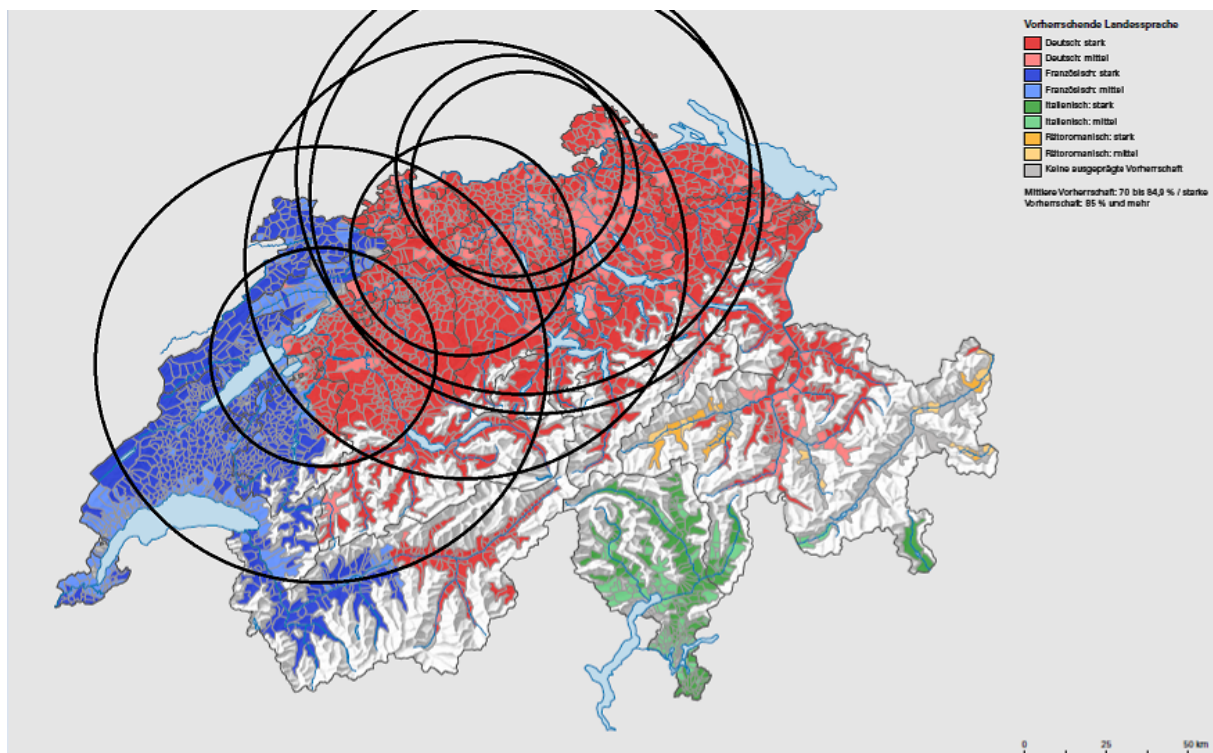 Vorherrschende Landessprache
Deutsch: stark
Deutsch: mittel
Französisch: stark
Französisch: mittel
Italienisch: stark
Italienisch: mittel
Rätoromanisch: stark
Rätoromanisch: mittel
Keine ausgeprägte Vorherrschaft
Mittlere Vorherrschaft: 70 bis 84,9 % / starke
Vorherrschaft: 85 % und mehr
0 25 50 km